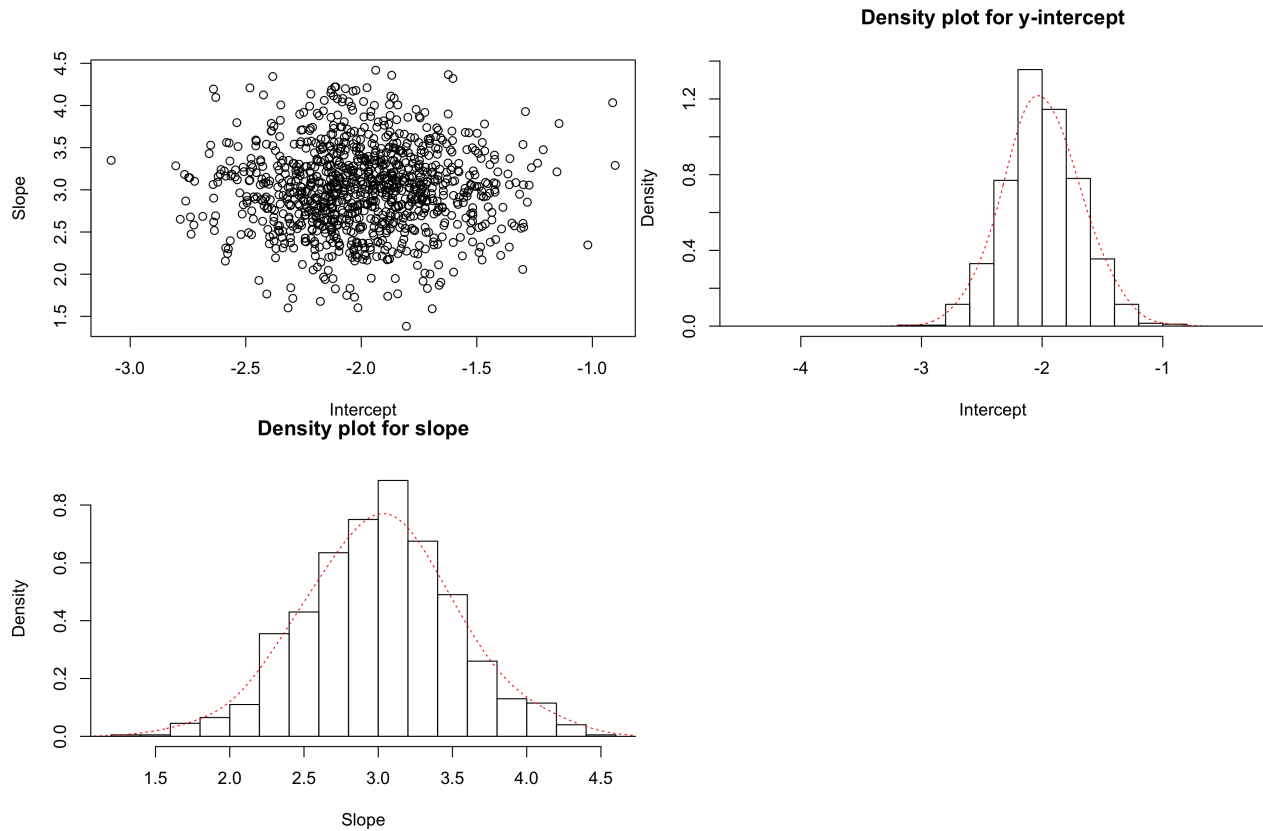 Slope
4.5
4.0
3.5
3.0
2.5
2.0
1.5
-3.0 -2.5 -2.0 -1.5 -1.0
Intercept
Density plot for y-intercept
Density
1.2
0.8
0.4
0.0
-4 -3 -2 -1
Intercept
Density plot for slope
Density
0.8
0.6
0.4
0.2
0.0
1.5 2.0 2.5 3.0 3.5 4.0 4.5
Slope